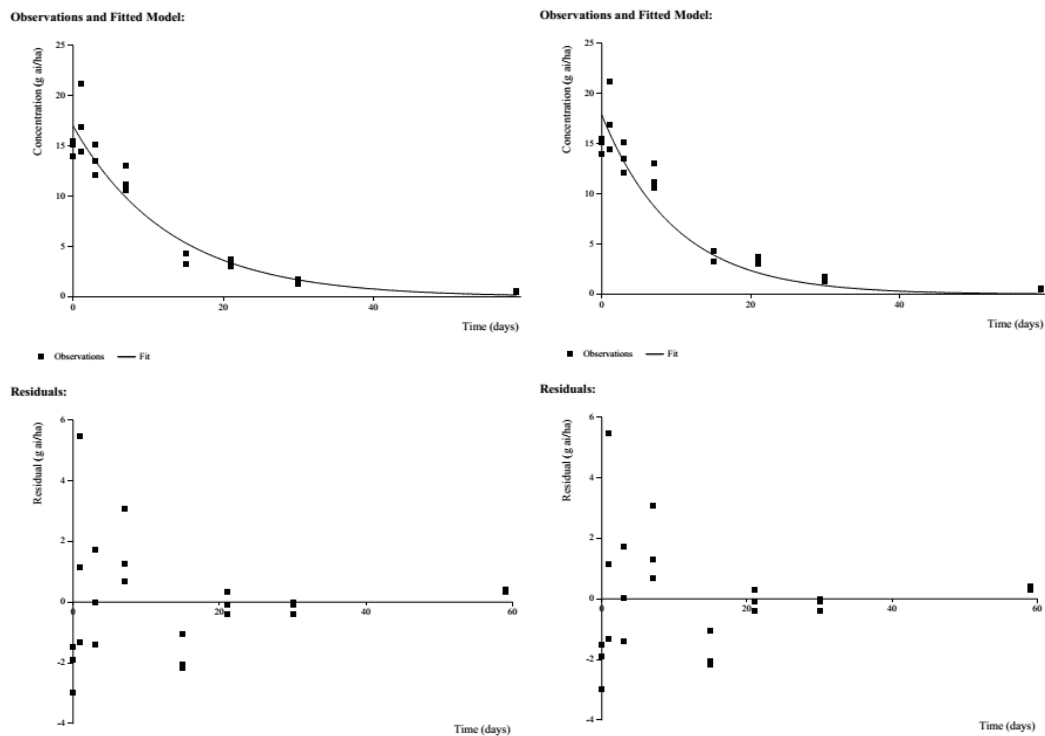 Observations and Fitted Model:
Concentration (g ai/ha)
25
20
15
10
5
0
0
20
40
Time (days)
Observations
Fit
Observations and Fitted Model:
Concentration (g ai/ha)
25
20
15
10
5
0
0
20
40
Time (days)
Observations
Fit
Residuals:
Residual (g ai/ha)
6
4
2
0
-2
-4
0
20
40
60
Time (days)
Residuals:
Residual (g ai/ha)
6
4
2
0
-2
-4
0
20
40
60
Time (days)